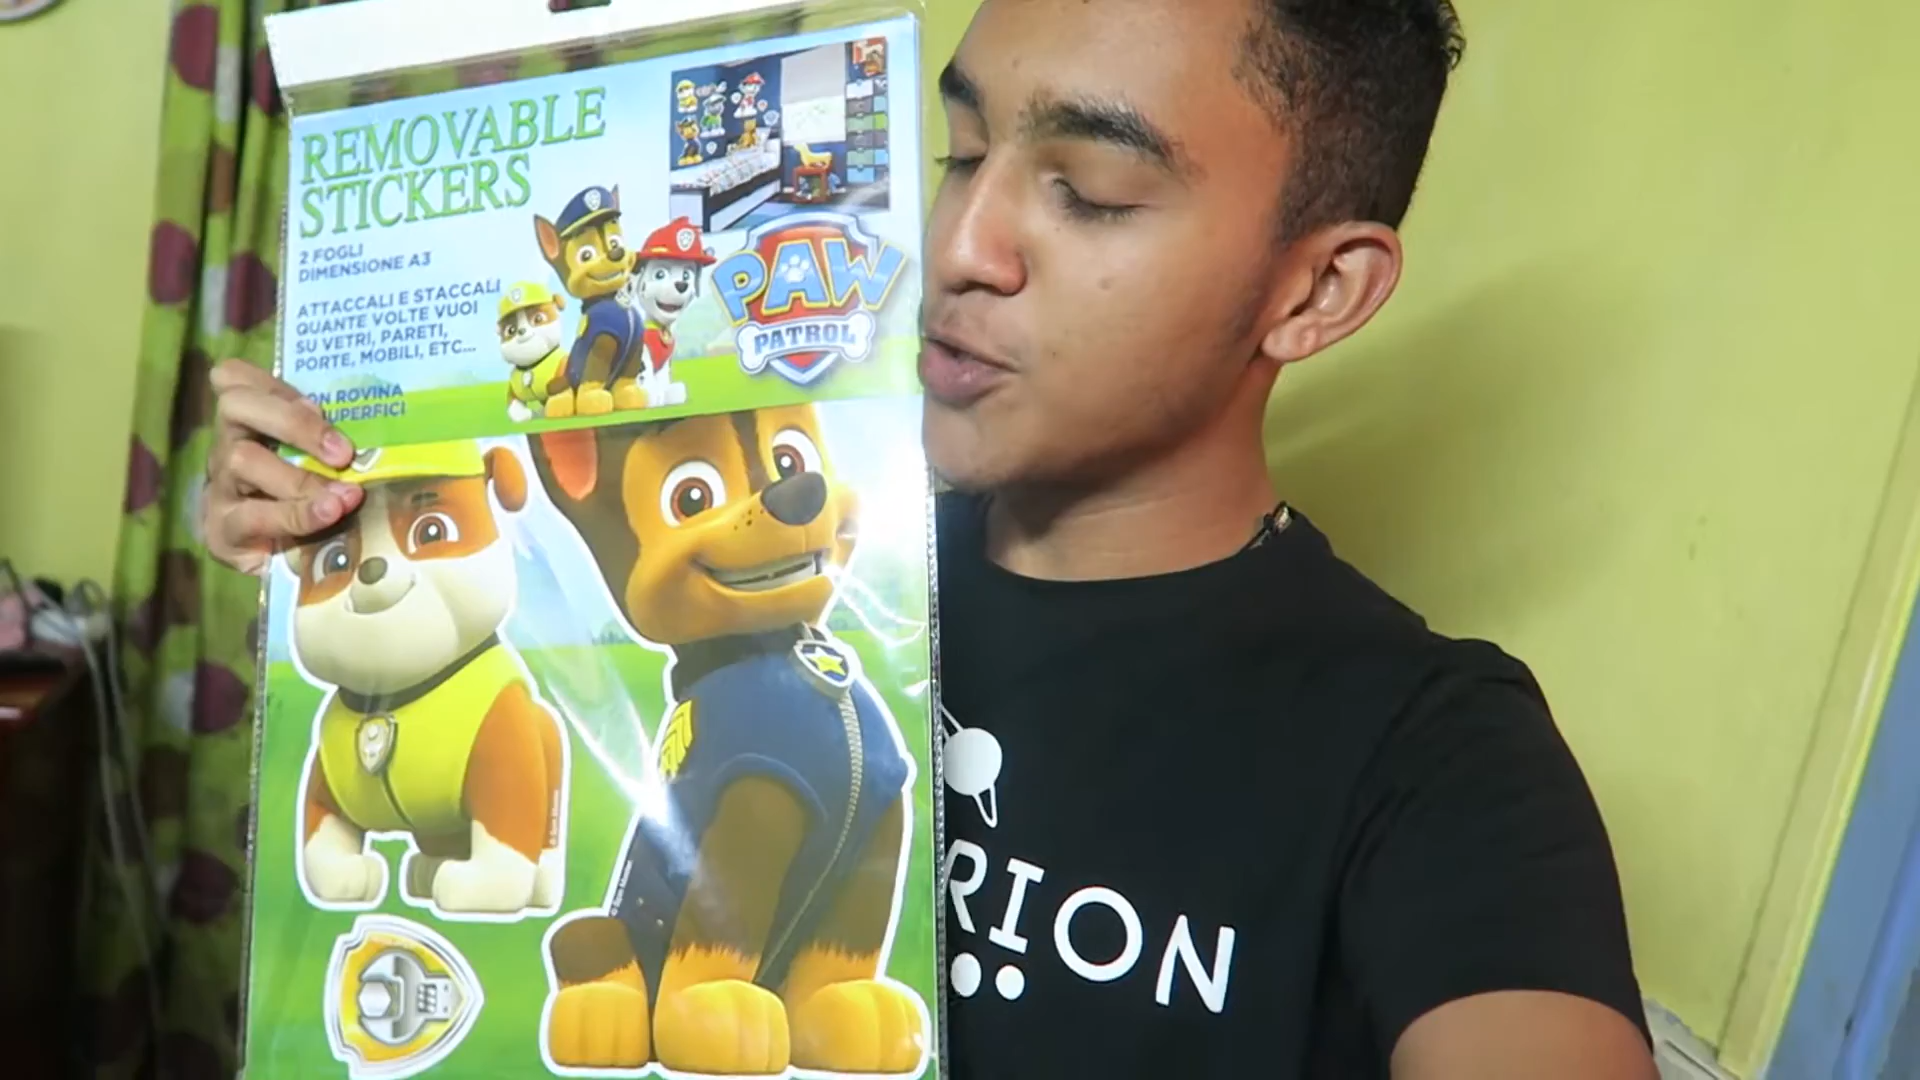 REMOVABLE
STICKERS
2 FOGLI
DIMENSIONE A3
ATTACCALI E STACCALI
QUANTE VOLTE VUOI
SU VETRI, PARETI,
PORTE, MOBILI, ETC...
ROVINA
PAW
PATROL
RION